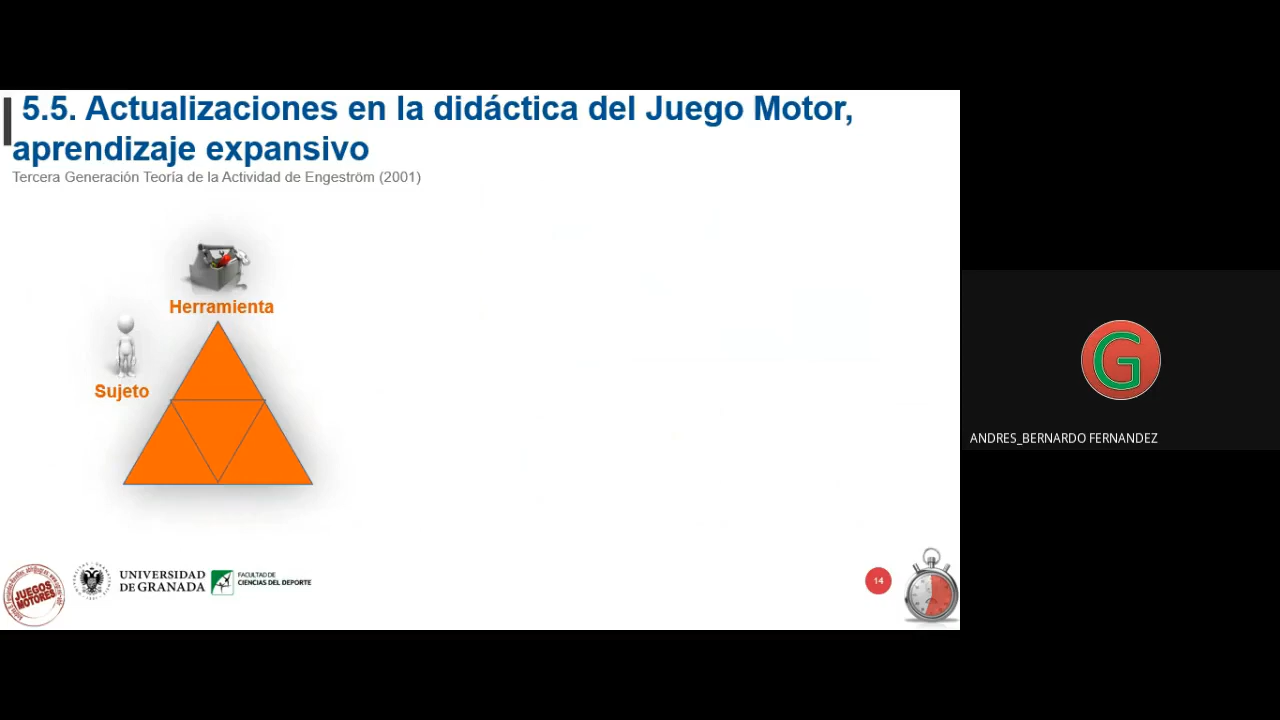 5.5. Actualizaciones en la didáctica del Juego Motor,
aprendizaje expansivo
Tercera Generación Teoría de la Actividad de Engeström (2001)
Herramienta
Sujeto
G
ANDRES_BERNARDO FERNANDEZ
JUEGOS
MOTORES
UNIVERSIDAD
DE GRANADA
FACULTAD DE
CIENCIAS DEL DEPORTE
14